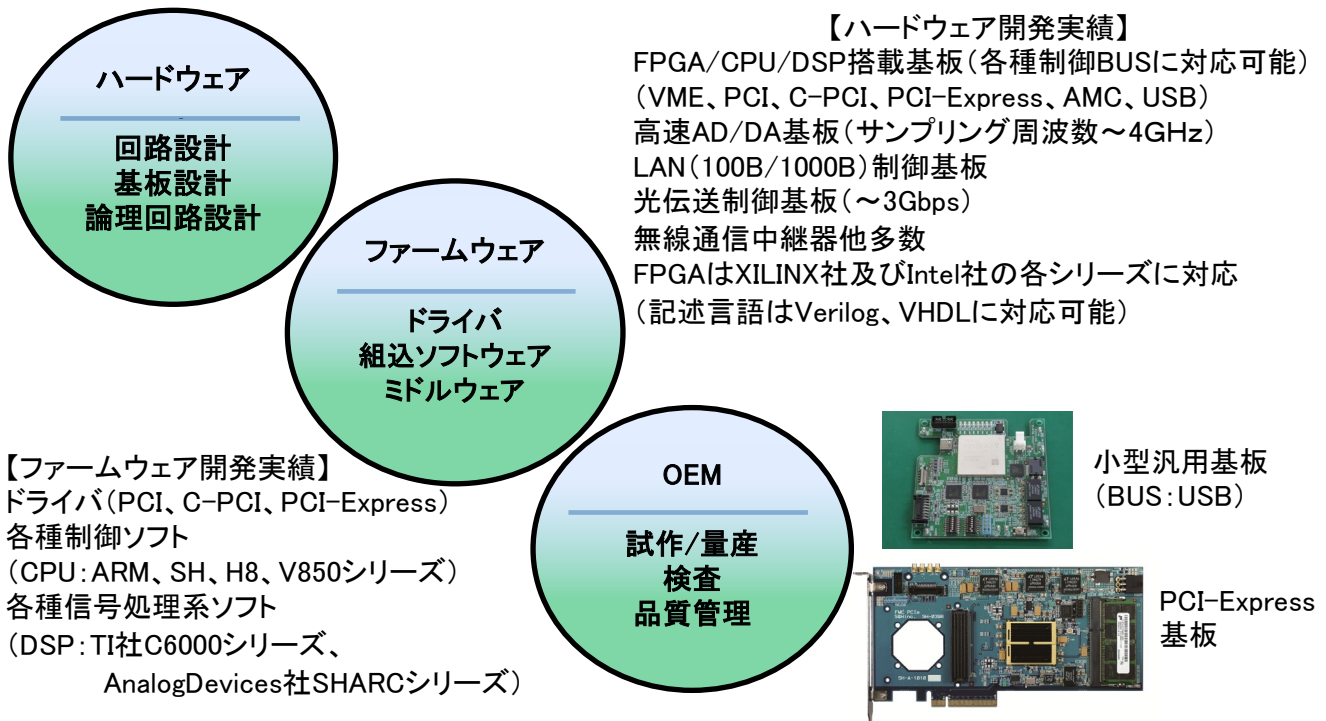 ハードウェア
回路設計
基板設計
論理回路設計
【ハードウェア開発実績】
FPGA/CPU/DSP搭載基板(各種制御BUSに対応可能)
(VME、PCI、C-PCI、PCI-Express、AMC、USB)
高速AD/DA基板(サンプリング周波数~4GHz)
LAN(100B/1000B)制御基板
光伝送制御基板(~3Gbps)
無線通信中継器他多数
FPGAはXILINX社及びIntel社の各シリーズに対応
(記述言語はVerilog、VHDLに対応可能)
ファームウェア
ドライバ
組込ソフトウェア
ミドルウェア
【ファームウェア開発実績】
ドライバ(PCI、C-PCI、PCI-Express)
各種制御ソフト
(CPU:ARM、SH、H8、V850シリーズ)
各種信号処理系ソフト
(DSP:TI社C6000シリーズ、
AnalogDevices社SHARCシリーズ)
OEM
試作/量産
検査
品質管理
小型汎用基板
(BUS:USB)
PCI-Express
基板
FMC PCIe
SH-A-1010